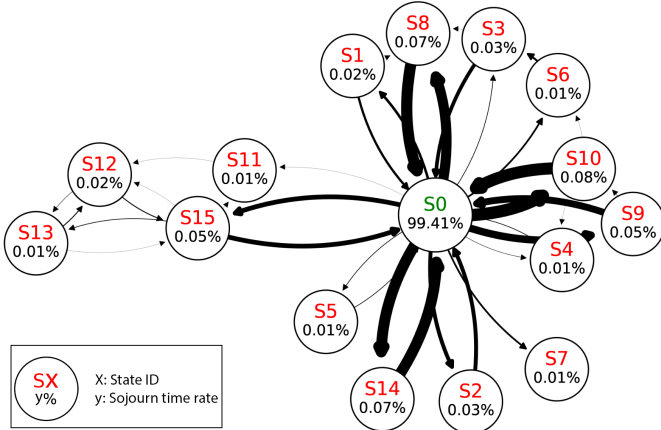 S8
0.07%
S3
0.03%
S1
0.02%
S6
0.01%
S12
0.02%
S11
0.01%
S10
0.08%
S0
99.41%
S15
0.05%
S13
0.01%
S9
0.05%
S4
0.01%
S5
0.01%
S7
0.01%
S14
0.07%
S2
0.03%
SX
y%
X: State ID
y: Sojourn time rate